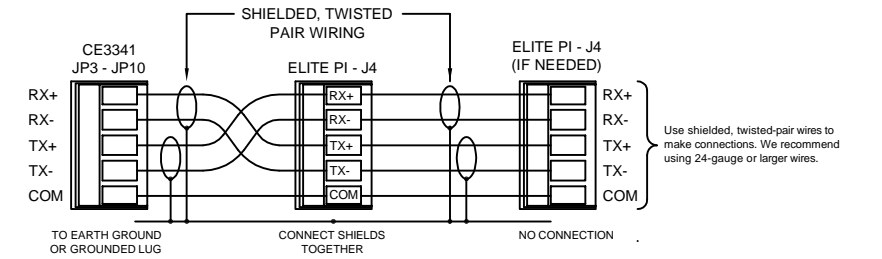 SHIELDED, TWISTED
PAIR WIRING
CE3341
JP3 - JP10
ELITE PI - J4
ELITE PI - J4
(IF NEEDED)
RX+
RX-
TX+
TX-
COM
RX+
RX-
TX+
TX-
COM
RX+
RX-
TX+
TX-
COM
Use shielded, twisted-pair wires to
make connections. We recommend
using 24-gauge or larger wires.
TO EARTH GROUND
OR GROUNDED LUG
CONNECT SHIELDS
TOGETHER
NO CONNECTION .